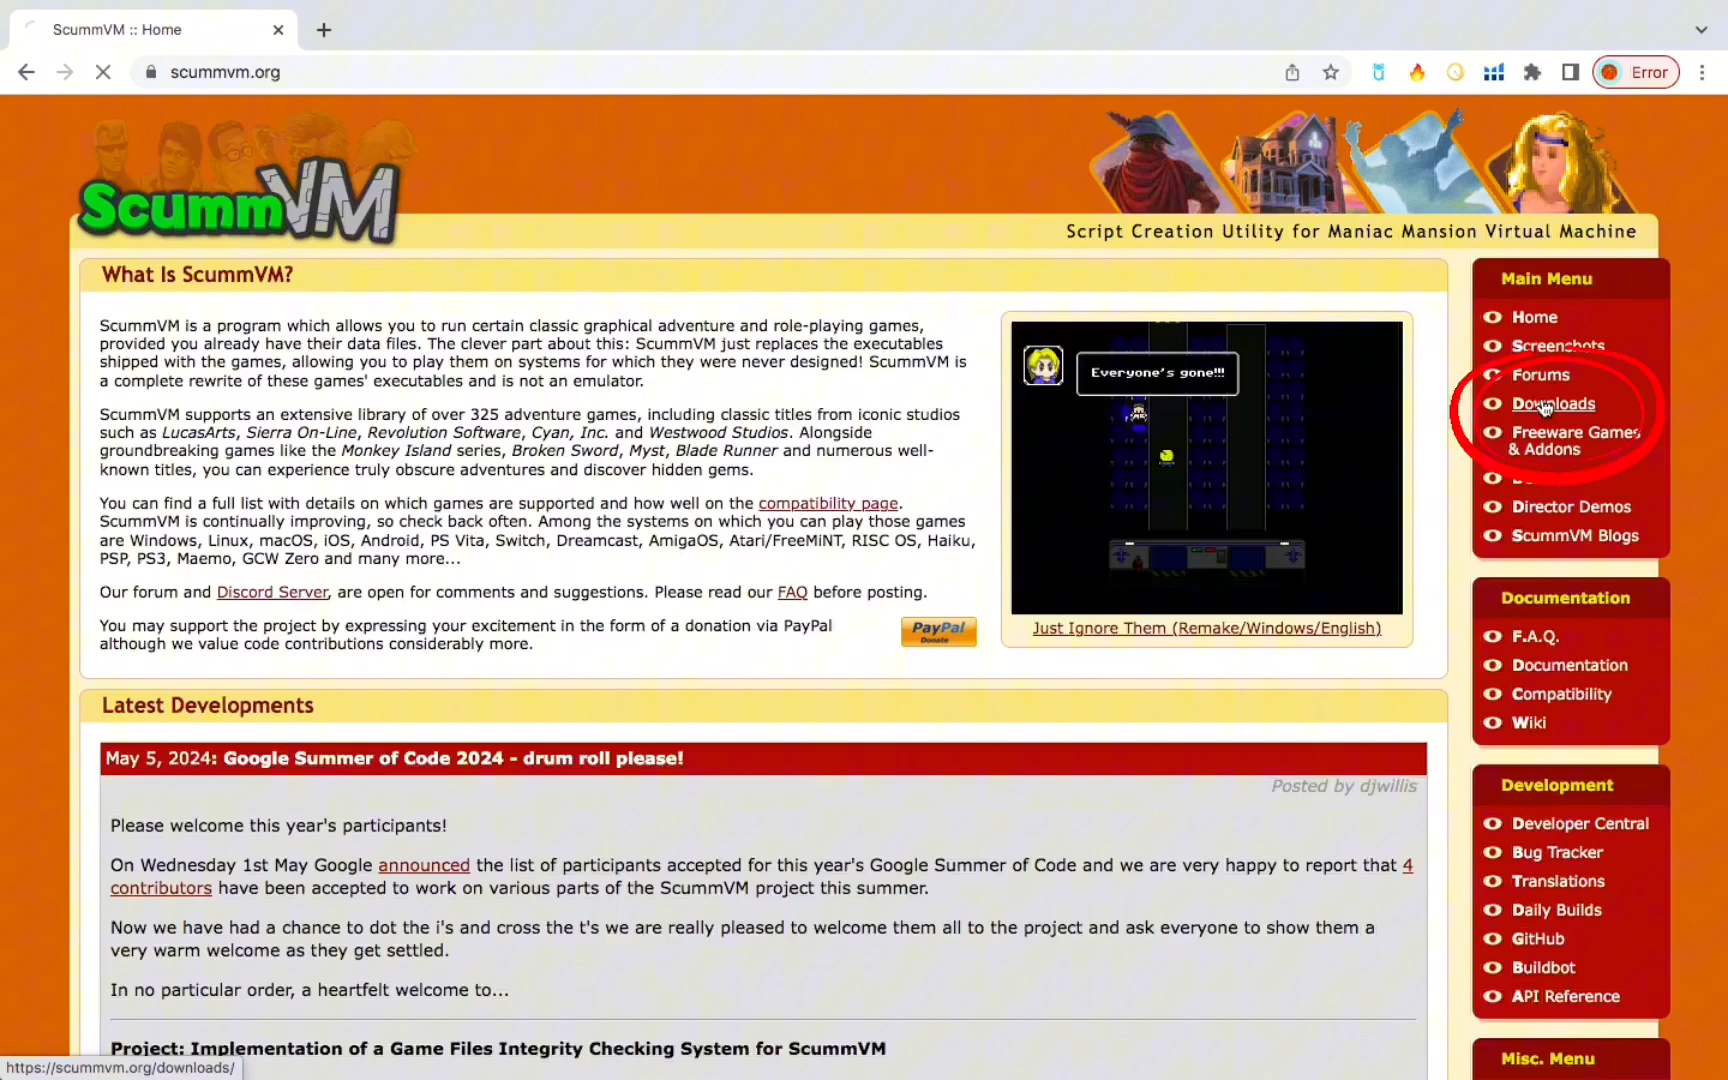 ScummVM :: Home
scummvm.org
Error
ScummVM
Script Creation Utility for Maniac Mansion Virtual Machine
What Is ScummVM?
ScummVM is a program which allows you to run certain classic graphical adventure and role-playing games,
provided you already have their data files. The clever part about this: ScummVM just replaces the executables
shipped with the games, allowing you to play them on systems for which they were never designed! ScummVM is
a complete rewrite of these games' executables and is not an emulator.
ScummVM supports an extensive library of over 325 adventure games, including classic titles from iconic studios
such as LucasArts, Sierra On-Line, Revolution Software, Cyan, Inc. and Westwood Studios. Alongside
groundbreaking games like the Monkey Island series, Broken Sword, Myst, Blade Runner and numerous well-
known titles, you can experience truly obscure adventures and discover hidden gems.
You can find a full list with details on which games are supported and how well on the compatibility page.
ScummVM is continually improving, so check back often. Among the systems on which you can play those games
are Windows, Linux, macOS, iOS, Android, PS Vita, Switch, Dreamcast, AmigaOS, Atari/FreeMiNT, RISC OS, Haiku,
PSP, PS3, Maemo, GCW Zero and many more...
Our forum and Discord Server, are open for comments and suggestions. Please read our FAQ before posting.
You may support the project by expressing your excitement in the form of a donation via PayPal
although we value code contributions considerably more.
PayPal
Donate
Everyone's gone!!!
Just Ignore Them (Remake/Windows/English)
Latest Developments
May 5, 2024: Google Summer of Code 2024 - drum roll please!
Posted by djwillis
Please welcome this year's participants!
On Wednesday 1st May Google announced the list of participants accepted for this year's Google Summer of Code and we are very happy to report that 4
contributors have been accepted to work on various parts of the ScummVM project this summer.
Now we have had a chance to dot the i's and cross the t's we are really pleased to welcome them all to the project and ask everyone to show them a
very warm welcome as they get settled.
In no particular order, a heartfelt welcome to...
Project: Implementation of a Game Files Integrity Checking System for ScummVM
https://scummvm.org/downloads/
Main Menu
Home
Screenshots
Forums
Downloads
Freeware Games
& Addons
Director Demos
ScummVM Blogs
Documentation
F.A.Q.
Documentation
Compatibility
Wiki
Development
Developer Central
Bug Tracker
Translations
Daily Builds
GitHub
Buildbot
API Reference
Misc. Menu